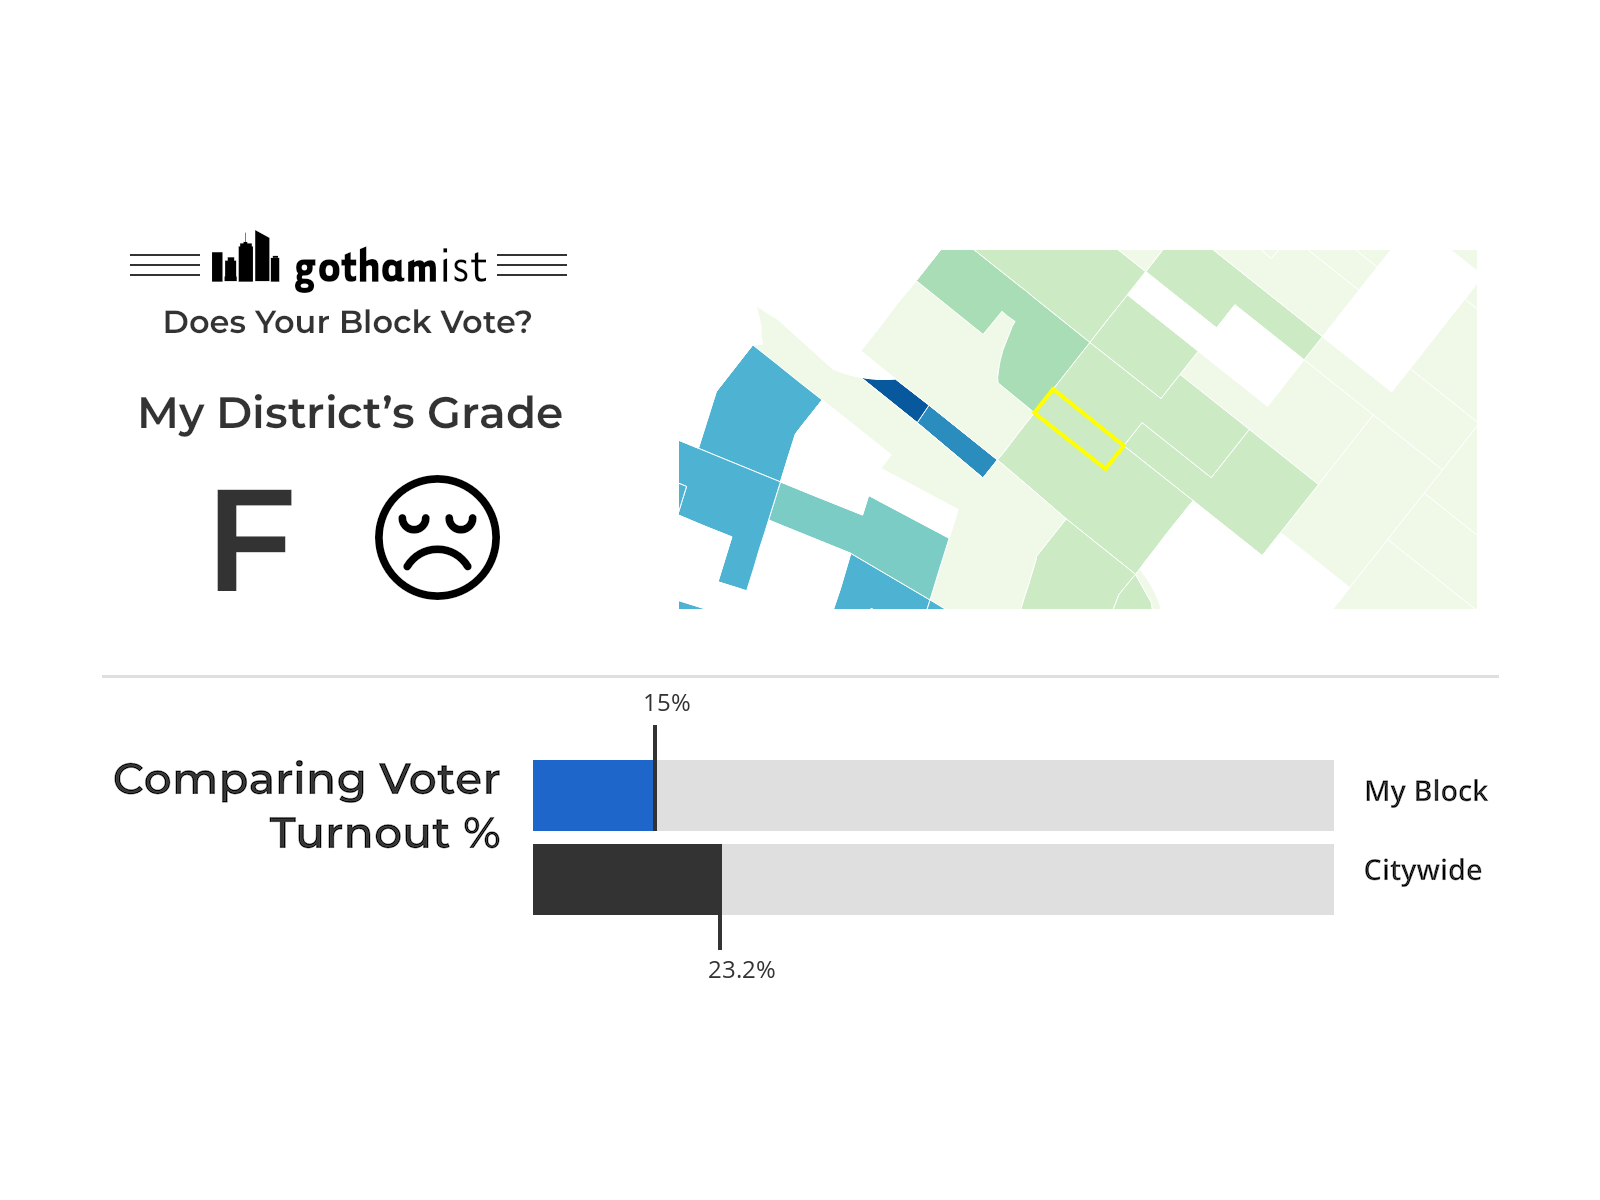 gothamist
Does Your Block Vote?
My District’s Grade
F
15%
Comparing Voter
Turnout %
My Block
Citywide
23.2%